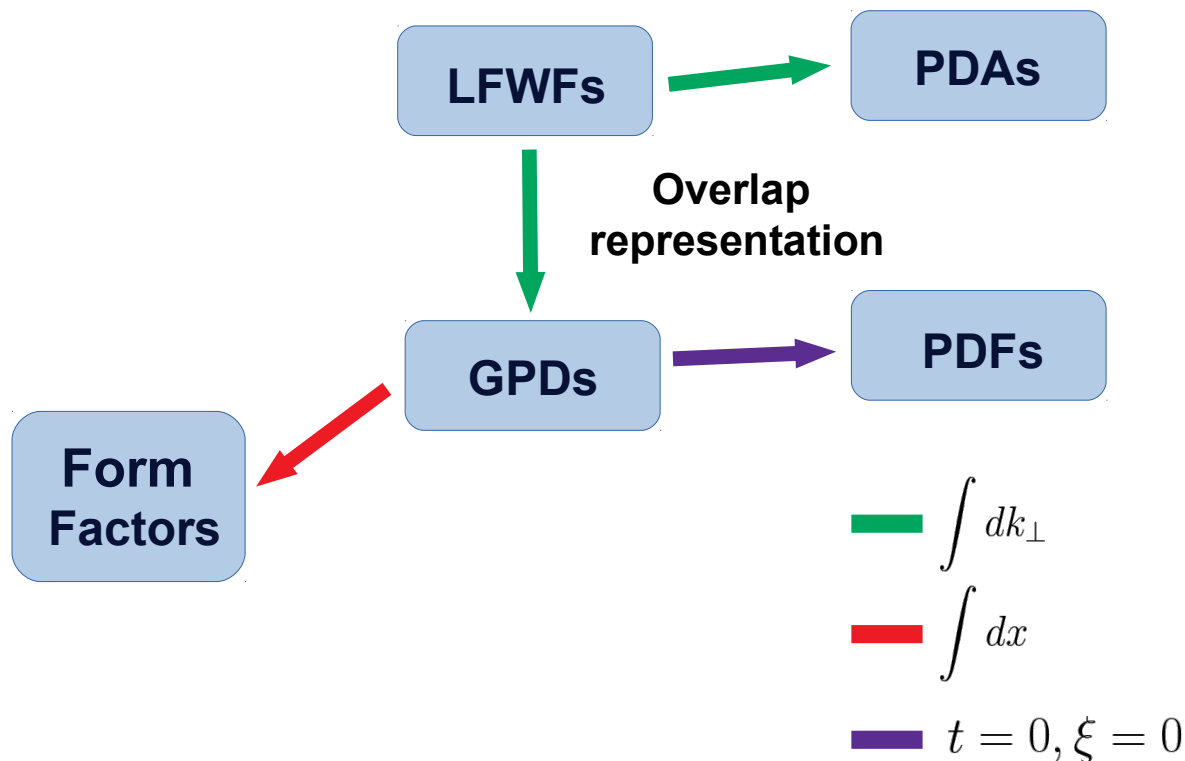 LFWFs
PDAs
Overlap
representation
GPDs
PDFs
Form
Factors
∫ dk⊥
∫ dx
t = 0, ξ = 0